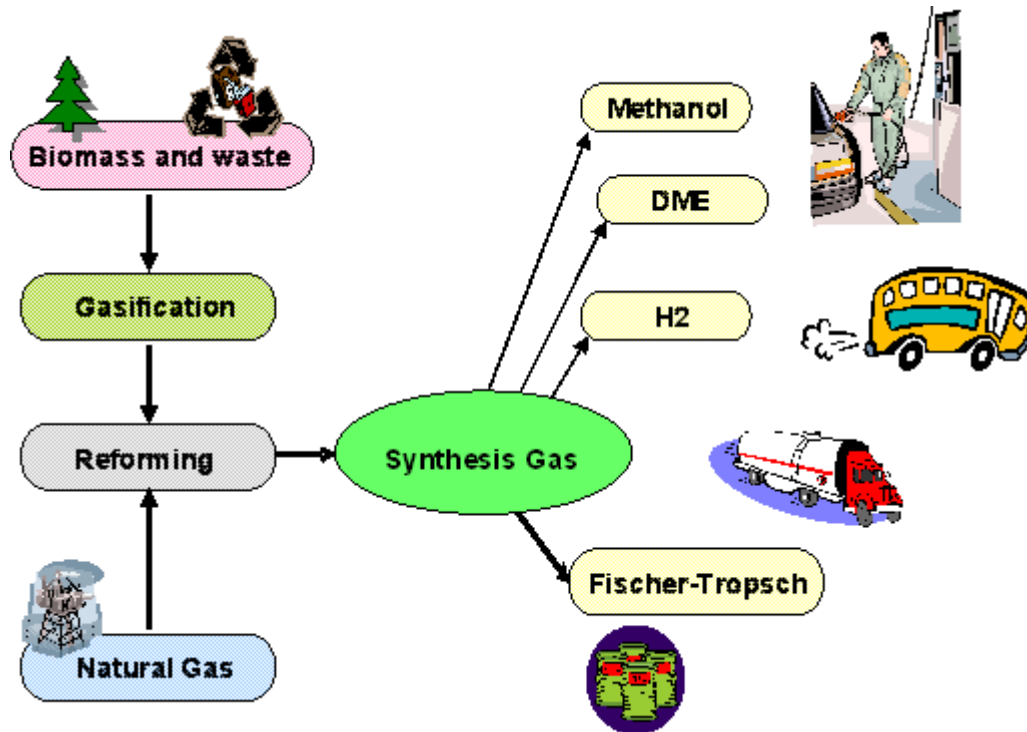 Biomass and waste
Gasification
Reforming
Natural Gas
Synthesis Gas
Methanol
DME
H2
Fischer-Tropsch